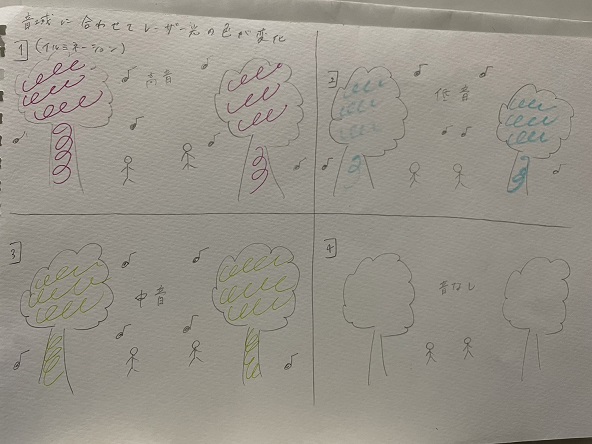 音域に合わせてレーザー光の色が変化
1 (イルミネーション)
高音
2
低音
3
中音
4
音なし